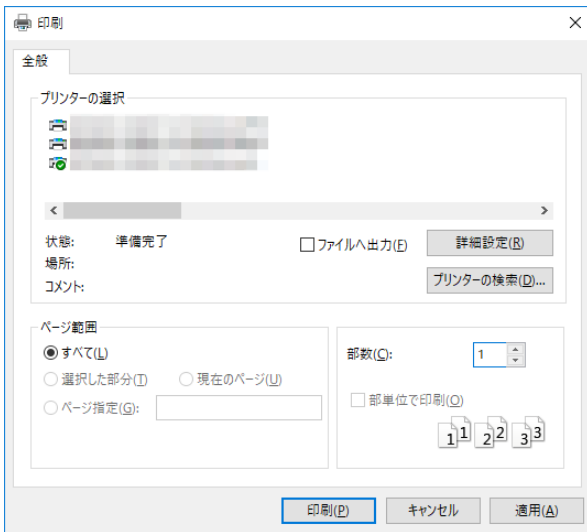 印刷
全般
プリンターの選択
状態: 準備完了
ファイルへ出力(F)
詳細設定(R)
場所:
コメント:
プリンターの検索(D)...
ページ範囲
すべて(L)
選択した部分(T) 現在のページ(U)
ページ指定(G):
部数(C): 1
部単位で印刷(O)
1 1 2 2 3 3
印刷(P) キャンセル 適用(A)